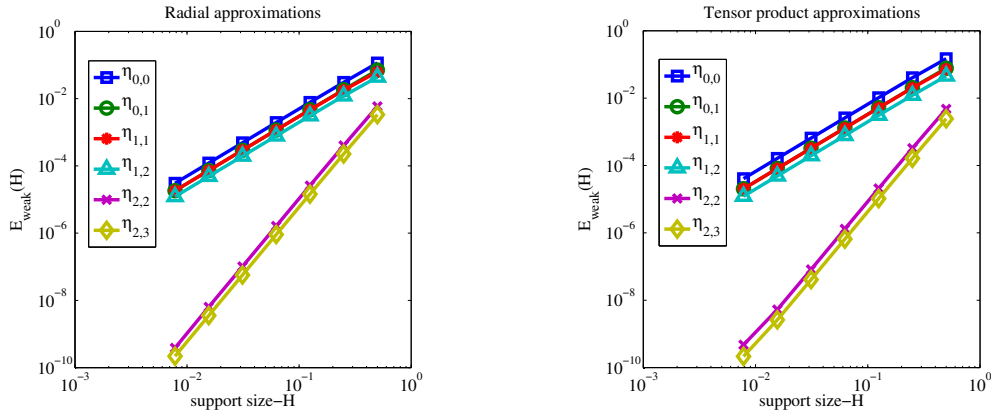 Radial approximations
E_weak(H)
10^0
10^-2
10^-4
10^-6
10^-8
10^-10
η_0,0
η_0,1
η_1,1
η_1,2
η_2,2
η_2,3
10^-3
10^-2
10^-1
10^0
support size-H
Tensor product approximations
E_weak(H)
10^0
10^-2
10^-4
10^-6
10^-8
10^-10
η_0,0
η_0,1
η_1,1
η_1,2
η_2,2
η_2,3
10^-3
10^-2
10^-1
10^0
support size-H